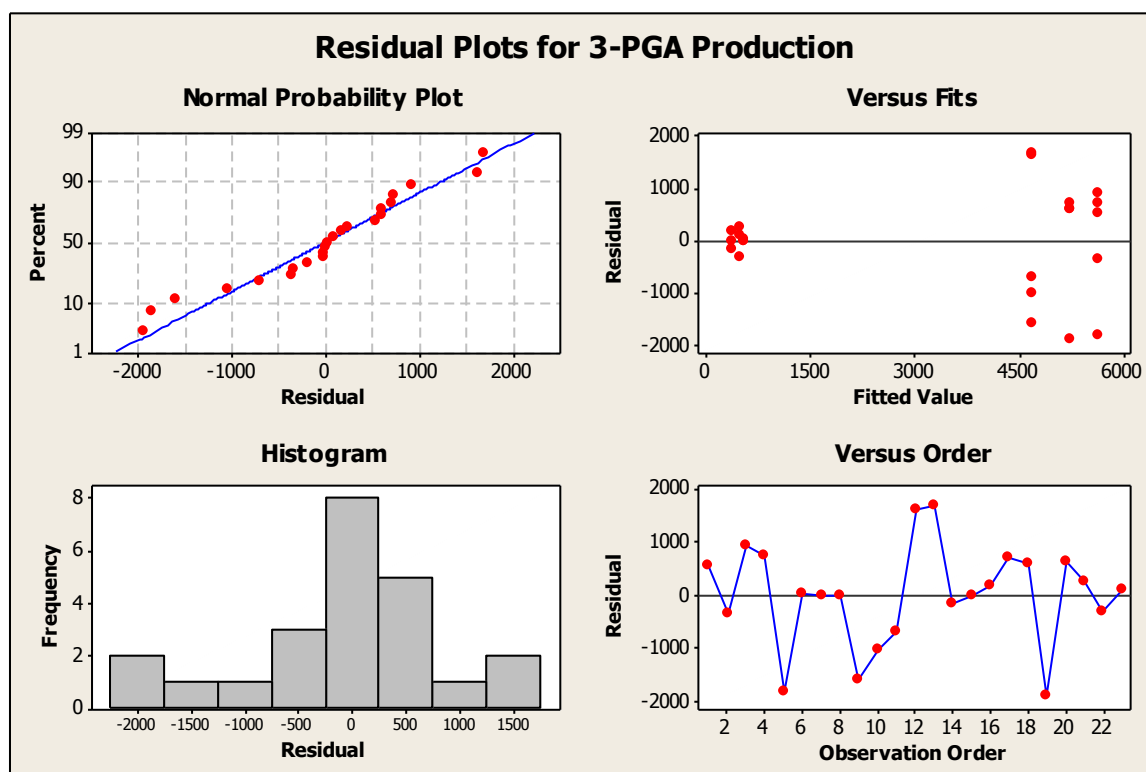 Residual Plots for 3-PGA Production
Normal Probability Plot
99
90
50
10
1
Percent
-2000 -1000 0 1000 2000
Residual
Versus Fits
2000
1000
0
-1000
-2000
Residual
0 1500 3000 4500 6000
Fitted Value
Histogram
8
6
4
2
0
Frequency
-2000 -1500 -1000 -500 0 500 1000 1500
Residual
Versus Order
2000
1000
0
-1000
-2000
Residual
2 4 6 8 10 12 14 16 18 20 22
Observation Order